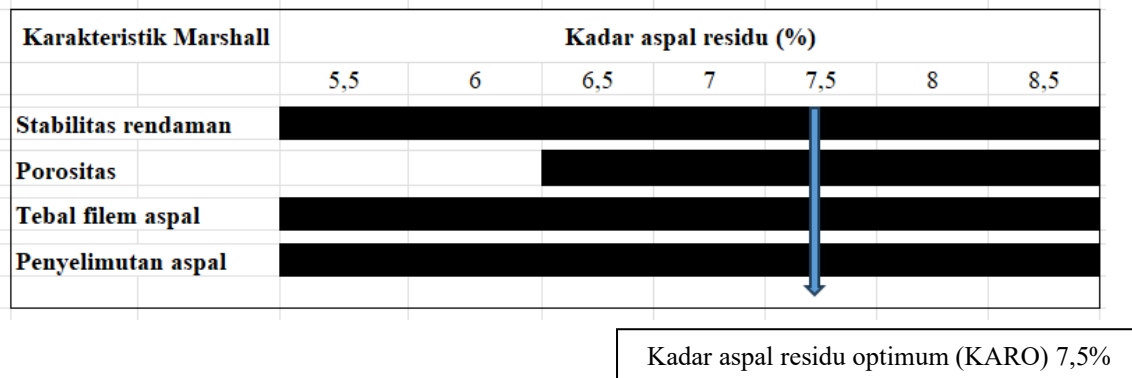 Karakteristik Marshall Kadar aspal residu (%)
5,5 6 6,5 7 7,5 8 8,5
Stabilitas rendaman
Porositas
Tebal filem aspal
Penyelimutan aspal
Kadar aspal residu optimum (KARO) 7,5%